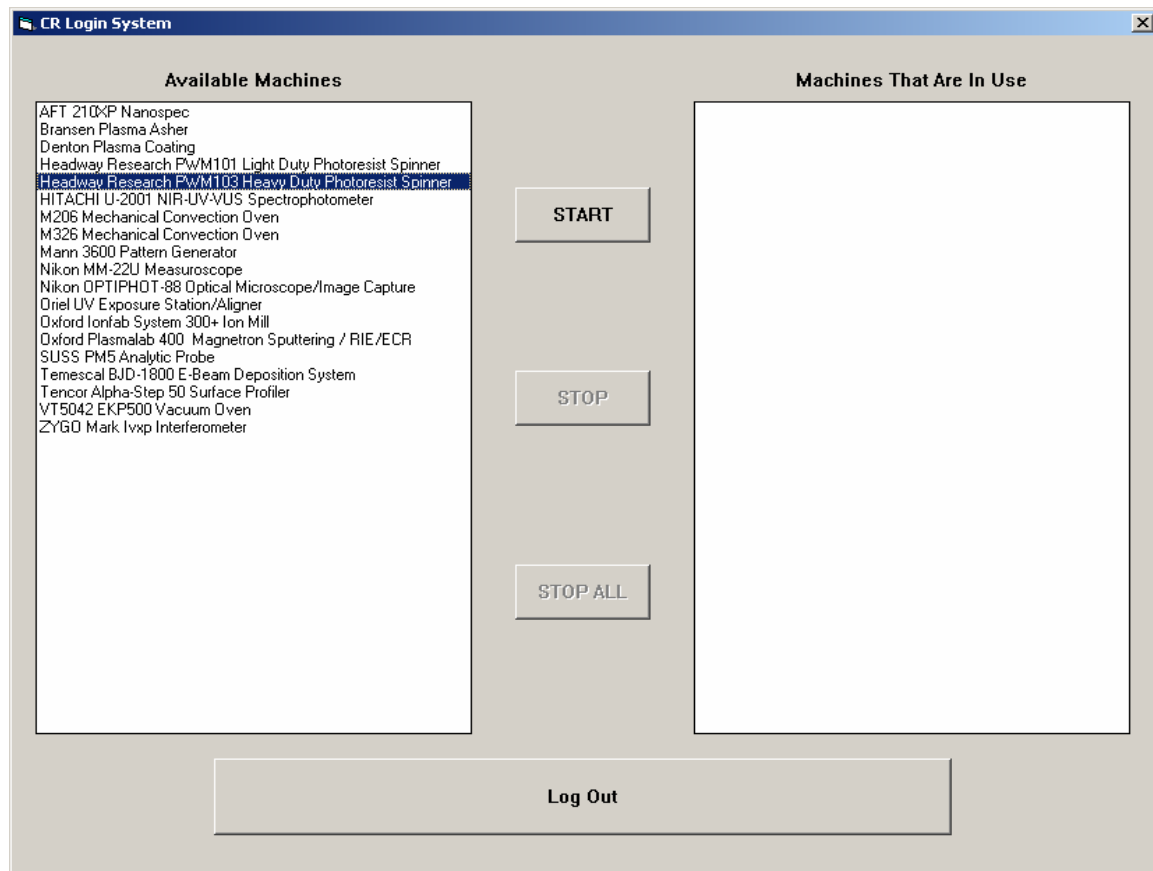 CR Login System
Available Machines
Machines That Are In Use
AFT 210XP Nanospec
Bransen Plasma Asher
Denton Plasma Coating
Headway Research PWM101 Light Duty Photoresist Spinner
Headway Research PWM103 Heavy Duty Photoresist Spinner
HITACHI U-2001 NIR-UV-VUS Spectrophotometer
M206 Mechanical Convection Oven
M326 Mechanical Convection Oven
Mann 3600 Pattern Generator
Nikon MM-22U Measuroscope
Nikon OPTIPHOT-88 Optical Microscope/Image Capture
Oriel UV Exposure Station/Aligner
Oxford Ionfab System 300+ Ion Mill
Oxford Plasmalab 400  Magnetron Sputtering / RIE/ECR
SUSS PM5 Analytic Probe
Temescal BJD-1800 E-Beam Deposition System
Tencor Alpha-Step 50 Surface Profiler
VT5042 EKP500 Vacuum Oven
ZYGO Mark Ivxp Interferometer
START
STOP
STOP ALL
Log Out